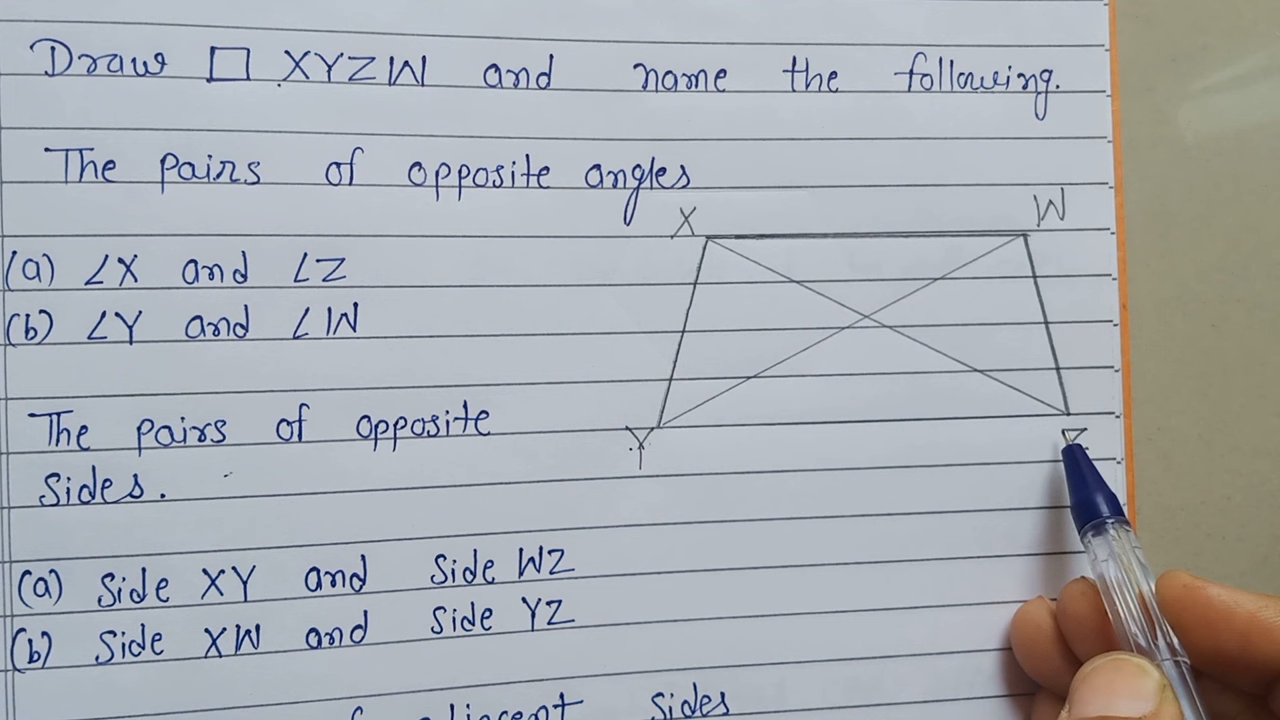 Draw □ XYZW and name the following.
The pairs of opposite angles
X W
(a) ∠X and ∠Z
(b) ∠Y and ∠W
The pairs of opposite
Y
Sides.
(a) Side XY and Side WZ
(b) Side XW and Side YZ
sides